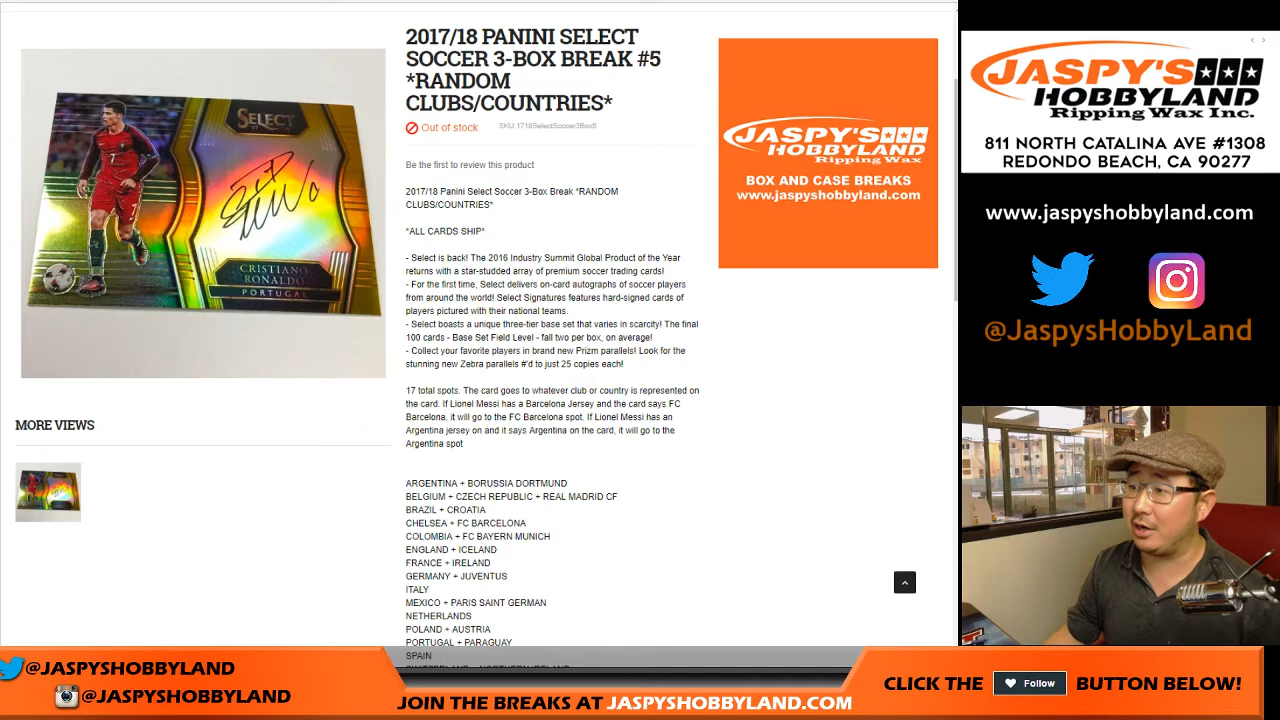 2017/18 PANINI SELECT
SOCCER 3-BOX BREAK #5
*RANDOM
CLUBS/COUNTRIES*
Out of stock
SKU:1718SelectSoccer3Box5
Be the first to review this product
2017/18 Panini Select Soccer 3-Box Break *RANDOM
CLUBS/COUNTRIES*
*ALL CARDS SHIP*
- Select is back! The 2016 Industry Summit Global Product of the Year
returns with a star-studded array of premium soccer trading cards!
- For the first time, Select delivers on-card autographs of soccer players
from around the world! Select Signatures features hard-signed cards of
players pictured with their national teams.
- Select boasts a unique three-tier base set that varies in scarcity! The final
100 cards - Base Set Field Level - fall two per box, on average!
- Collect your favorite players in brand new Prizm parallels! Look for the
stunning new Zebra parallels #'d to just 25 copies each!
17 total spots. The card goes to whatever club or country is represented on
the card. If Lionel Messi has a Barcelona Jersey and the card says FC
Barcelona, it will go to the FC Barcelona spot. If Lionel Messi has an
Argentina jersey on and it says Argentina on the card, it will go to the
Argentina spot
ARGENTINA + BORUSSIA DORTMUND
BELGIUM + CZECH REPUBLIC + REAL MADRID CF
BRAZIL + CROATIA
CHELSEA + FC BARCELONA
COLOMBIA + FC BAYERN MUNICH
ENGLAND + ICELAND
FRANCE + IRELAND
GERMANY + JUVENTUS
ITALY
MEXICO + PARIS SAINT GERMAN
NETHERLANDS
POLAND + AUSTRIA
PORTUGAL + PARAGUAY
SPAIN
SWITZERLAND + NORTHERN IRELAND
SELECT
7
CRISTIANO
RONALDO
PORTUGAL
MORE VIEWS
JASPY'S
HOBBYLAND
Ripping Wax
BOX AND CASE BREAKS
www.jaspyshobbyland.com
JASPY'S
HOBBYLAND
Ripping Wax Inc.
811 NORTH CATALINA AVE #1308
REDONDO BEACH, CA 90277
www.jaspyshobbyland.com
@JaspysHobbyLand
@JASPYSHOBBYLAND
@JASPYSHOBBYLAND
JOIN THE BREAKS AT JASPYSHOBBYLAND.COM
CLICK THE Follow BUTTON BELOW!